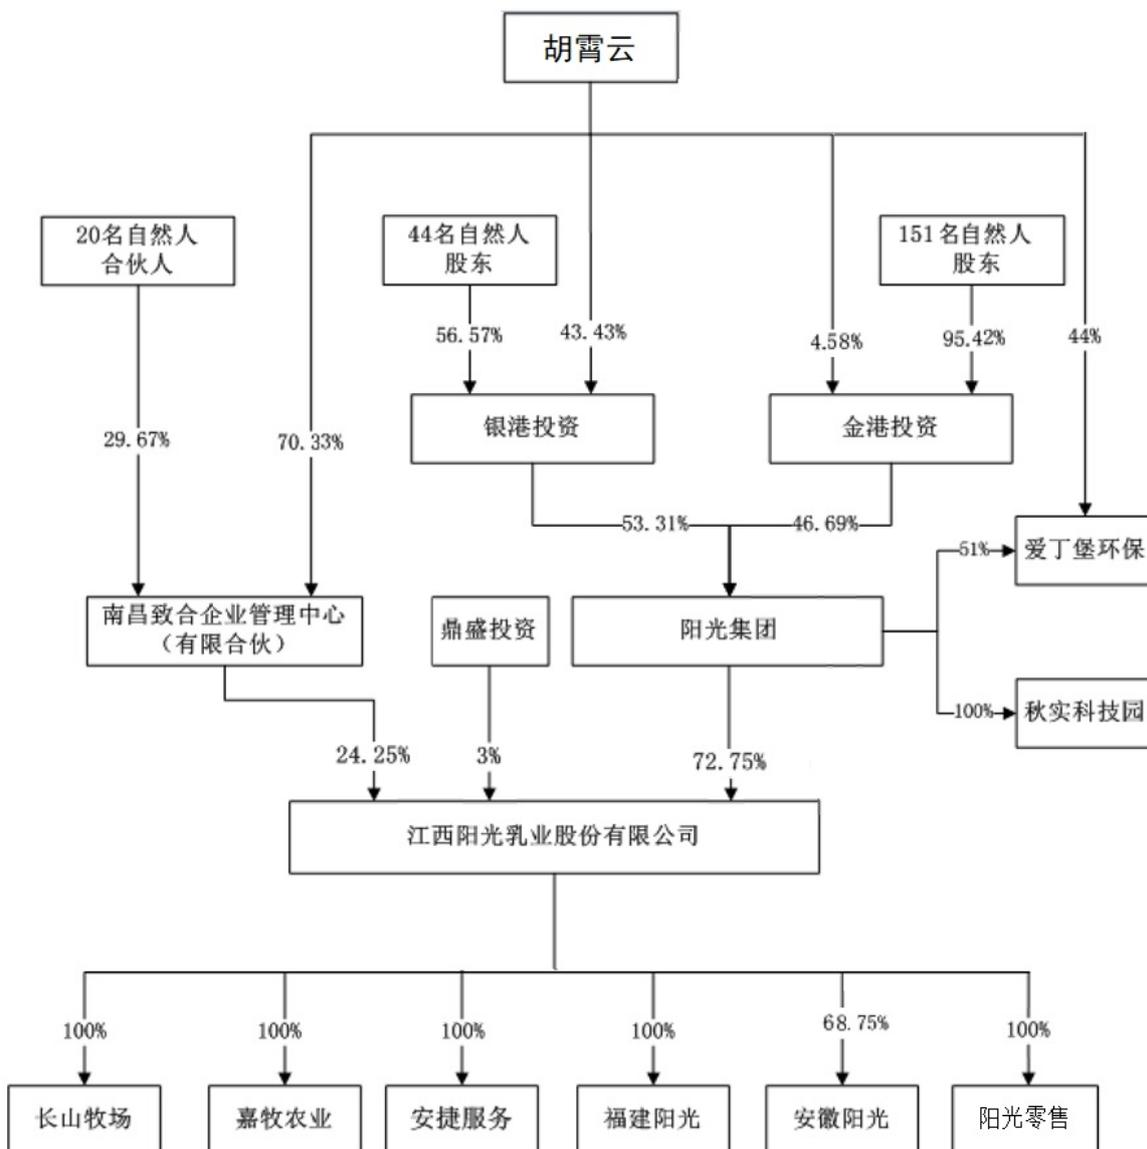 胡霄云
20名自然人
合伙人
44名自然人
股东
151名自然人
股东
56.57%
43.43%
4.58%
95.42%
44%
29.67%
70.33%
银港投资
金港投资
53.31%
46.69%
51%
爱丁堡环保
南昌致合企业管理中心
（有限合伙）
鼎盛投资
阳光集团
100%
秋实科技园
24.25%
3%
72.75%
江西阳光乳业股份有限公司
100%
100%
100%
100%
68.75%
100%
长山牧场
嘉牧农业
安捷服务
福建阳光
安徽阳光
阳光零售